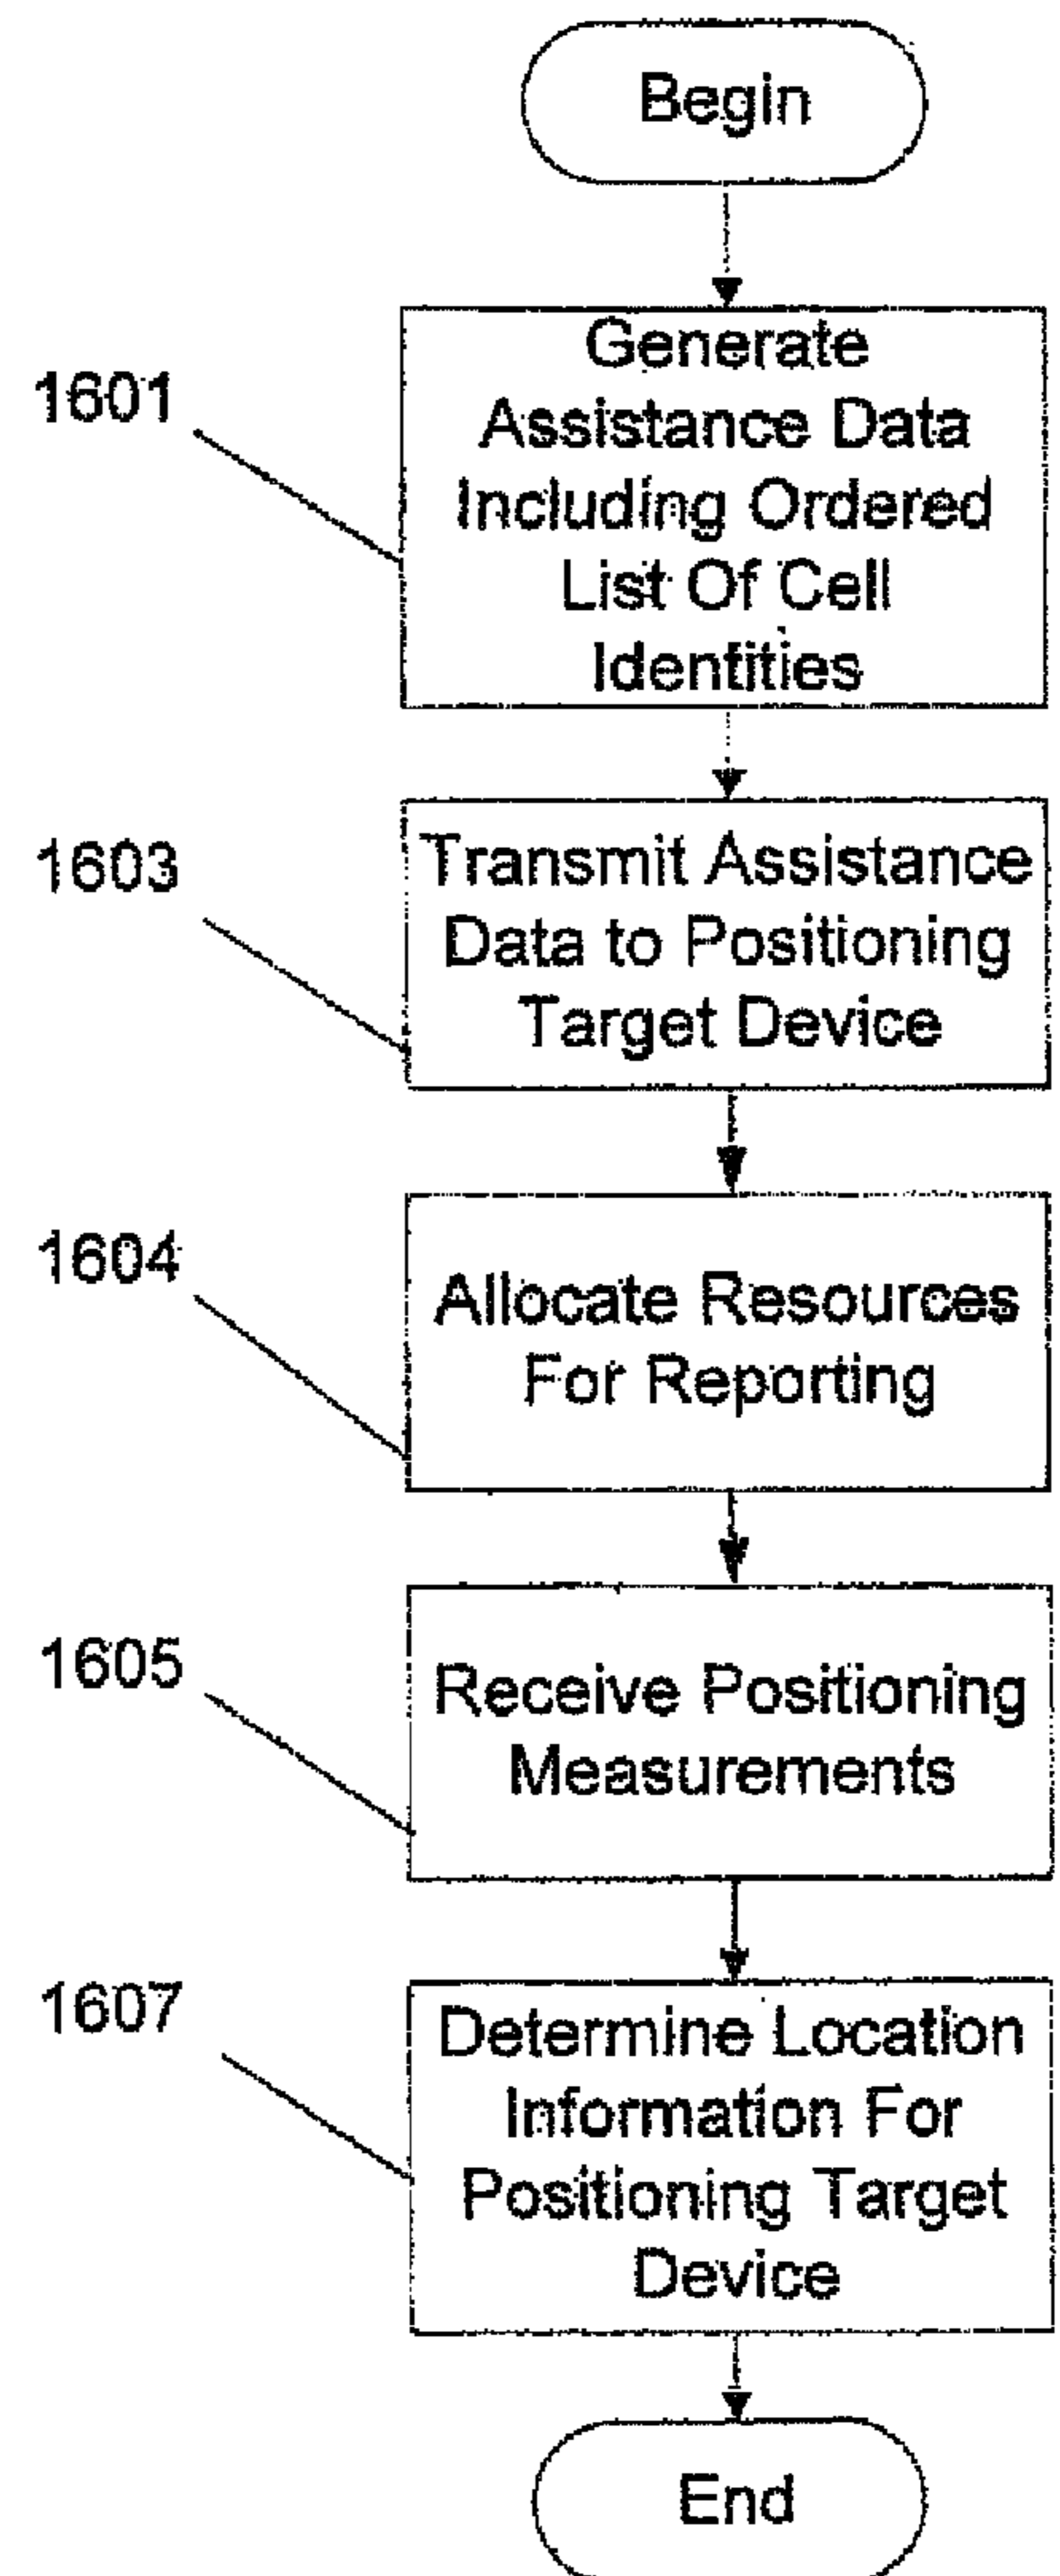 Begin
1601
Generate
Assistance Data
Including Ordered
List Of Cell
Identities
1603
Transmit Assistance
Data to Positioning
Target Device
1604
Allocate Resources
For Reporting
1605
Receive Positioning
Measurements
1607
Determine Location
Information For
Positioning Target
Device
End